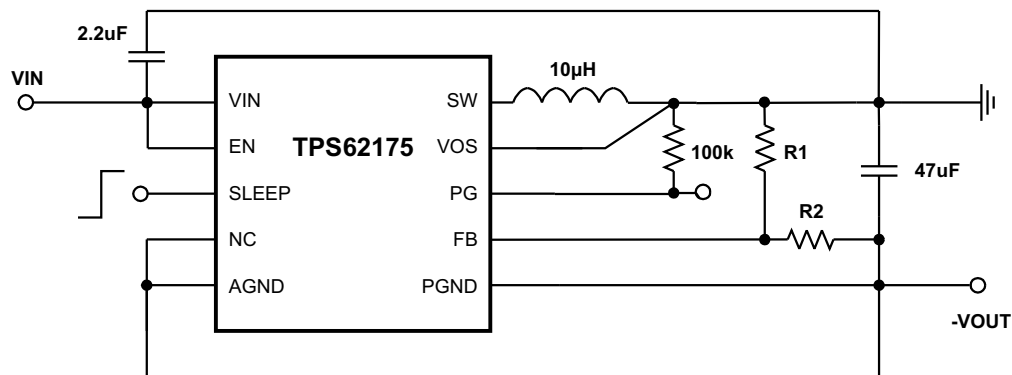 2.2uF
VIN
10µH
VIN
SW
EN
TPS62175
VOS
100k
R1
47uF
SLEEP
PG
R2
NC
FB
AGND
PGND
-VOUT